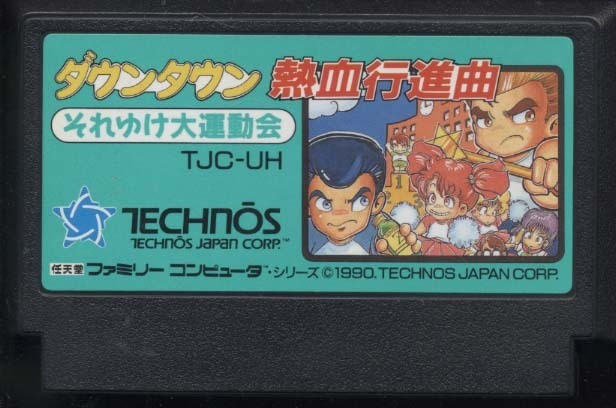 ダウンタウン 熱血行進曲
それゆけ大運動会
TJC-UH
TECHNŌS
TECHNŌS JAPAN CORP.™
任天堂 ファミリー コンピュータ™・シリーズ ©1990. TECHNOS JAPAN CORP.